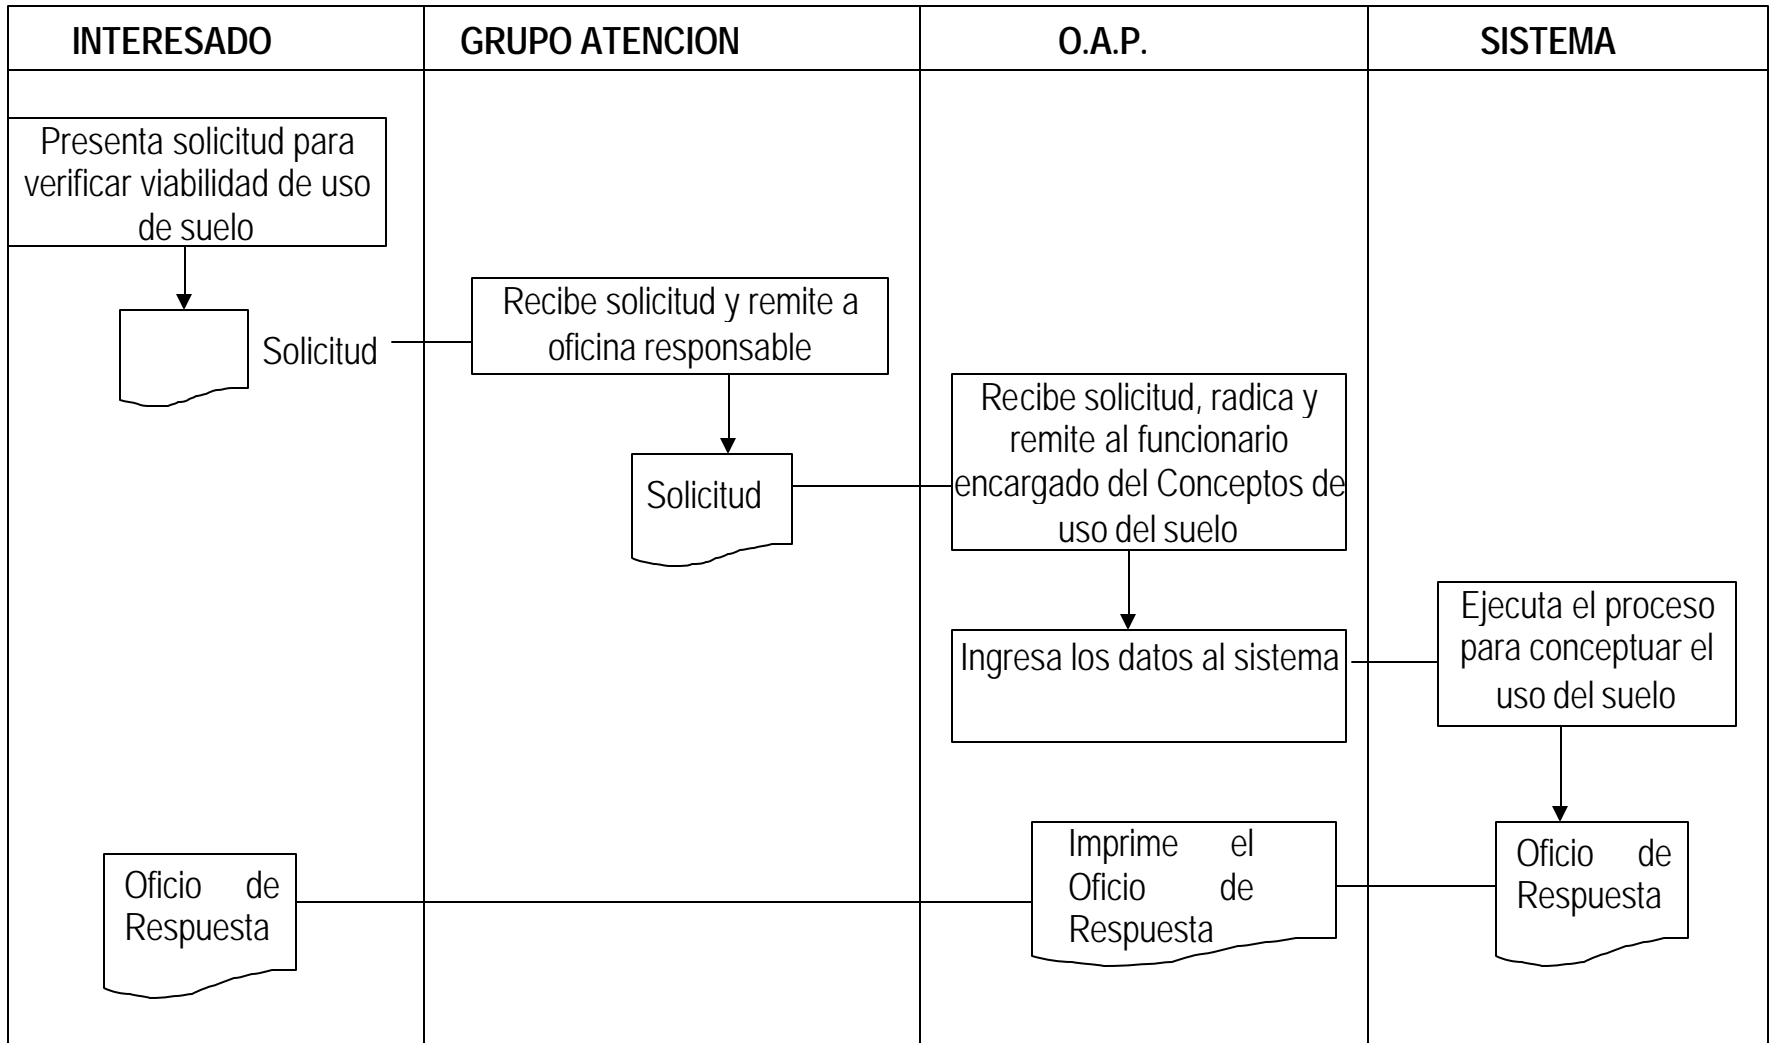 INTERESADO
GRUPO ATENCION
O.A.P.
SISTEMA
Presenta solicitud para
verificar viabilidad de uso
de suelo
Solicitud
Recibe solicitud y remite a
oficina responsable
Solicitud
Recibe solicitud, radica y
remite al funcionario
encargado del Conceptos de
uso del suelo
Ingresa los datos al sistema
Ejecuta el proceso
para conceptuar el
uso del suelo
Oficio de
Respuesta
Imprime el
Oficio de
Respuesta
Oficio de
Respuesta